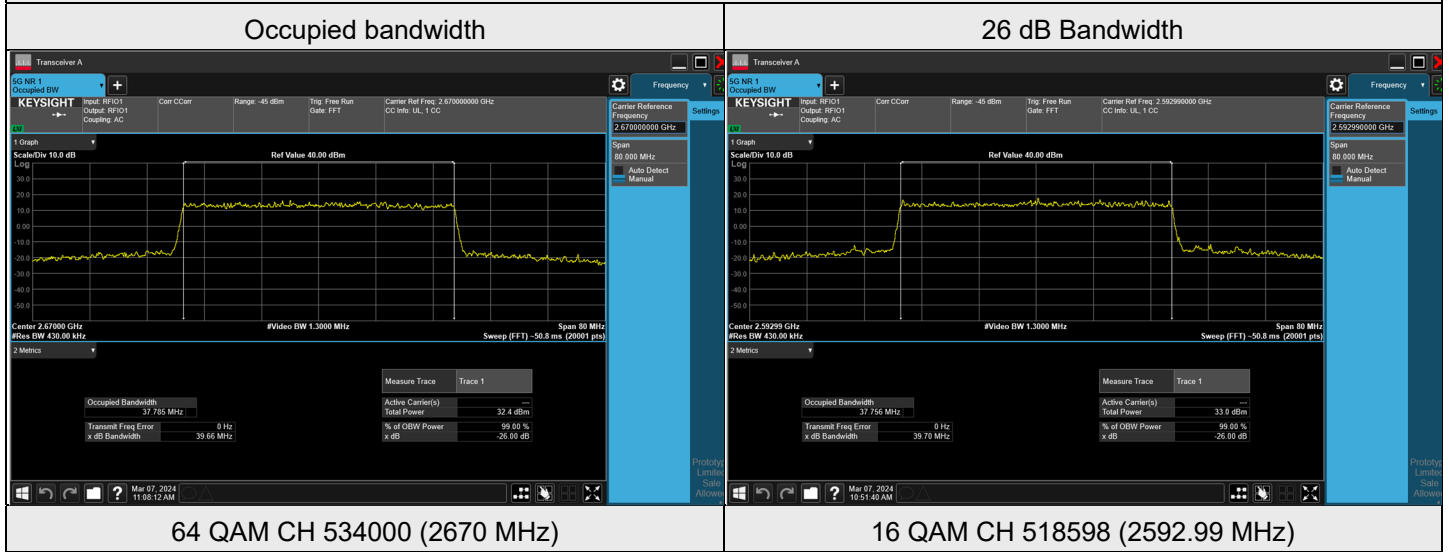 Occupied bandwidth
26 dB Bandwidth
Transceiver A
5G NR 1
Occupied BW
+
Frequency
KEYSIGHT
Input: RFIO1
Output: RFIO1
Coupling: AC
Corr CCorr
Range: -45 dBm
Trig: Free Run
Gate: FFT
Carrier Ref Freq: 2.670000000 GHz
CC Info: UL, 1 CC
LXI
Carrier Reference
Frequency
2.670000000 GHz
Settings
Span
80.000 MHz
Auto Detect
Manual
1 Graph
Scale/Div 10.0 dB
Ref Value 40.00 dBm
Log
30.0
20.0
10.0
0.00
-10.0
-20.0
-30.0
-40.0
-50.0
Center 2.67000 GHz
#Video BW 1.3000 MHz
Span 80 MHz
#Res BW 430.00 kHz
Sweep (FFT) ~50.8 ms (20001 pts)
2 Metrics
Measure Trace
Trace 1
Occupied Bandwidth
37.785 MHz
Active Carrier(s) ---
Total Power 32.4 dBm
Transmit Freq Error 0 Hz
x dB Bandwidth 39.66 MHz
% of OBW Power 99.00 %
x dB -26.00 dB
?
Mar 07, 2024
11:08:12 AM
Limited
Sale
Transceiver A
5G NR 1
Occupied BW
+
Frequency
KEYSIGHT
Input: RFIO1
Output: RFIO1
Coupling: AC
Corr CCorr
Range: -45 dBm
Trig: Free Run
Gate: FFT
Carrier Ref Freq: 2.592990000 GHz
CC Info: UL, 1 CC
LXI
Carrier Reference
Frequency
2.592990000 GHz
Settings
Span
80.000 MHz
Auto Detect
Manual
1 Graph
Scale/Div 10.0 dB
Ref Value 40.00 dBm
Log
30.0
20.0
10.0
0.00
-10.0
-20.0
-30.0
-40.0
-50.0
Center 2.59299 GHz
#Video BW 1.3000 MHz
Span 80 MHz
#Res BW 430.00 kHz
Sweep (FFT) ~50.8 ms (20001 pts)
2 Metrics
Measure Trace
Trace 1
Occupied Bandwidth
37.756 MHz
Active Carrier(s) ---
Total Power 33.0 dBm
Transmit Freq Error 0 Hz
x dB Bandwidth 39.70 MHz
% of OBW Power 99.00 %
x dB -26.00 dB
?
Mar 07, 2024
10:51:40 AM
Sale
64 QAM CH 534000 (2670 MHz)
16 QAM CH 518598 (2592.99 MHz)